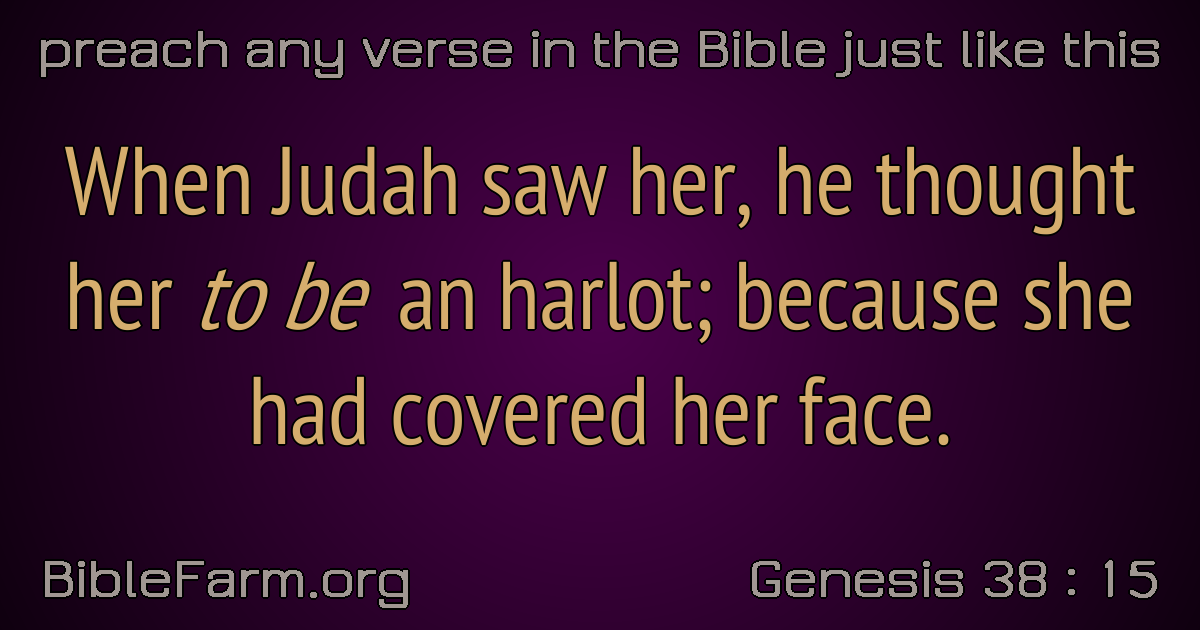 preach any verse in the Bible just like this
When Judah saw her, he thought
her to be an harlot; because she
had covered her face.
BibleFarm.org
Genesis 38 : 15